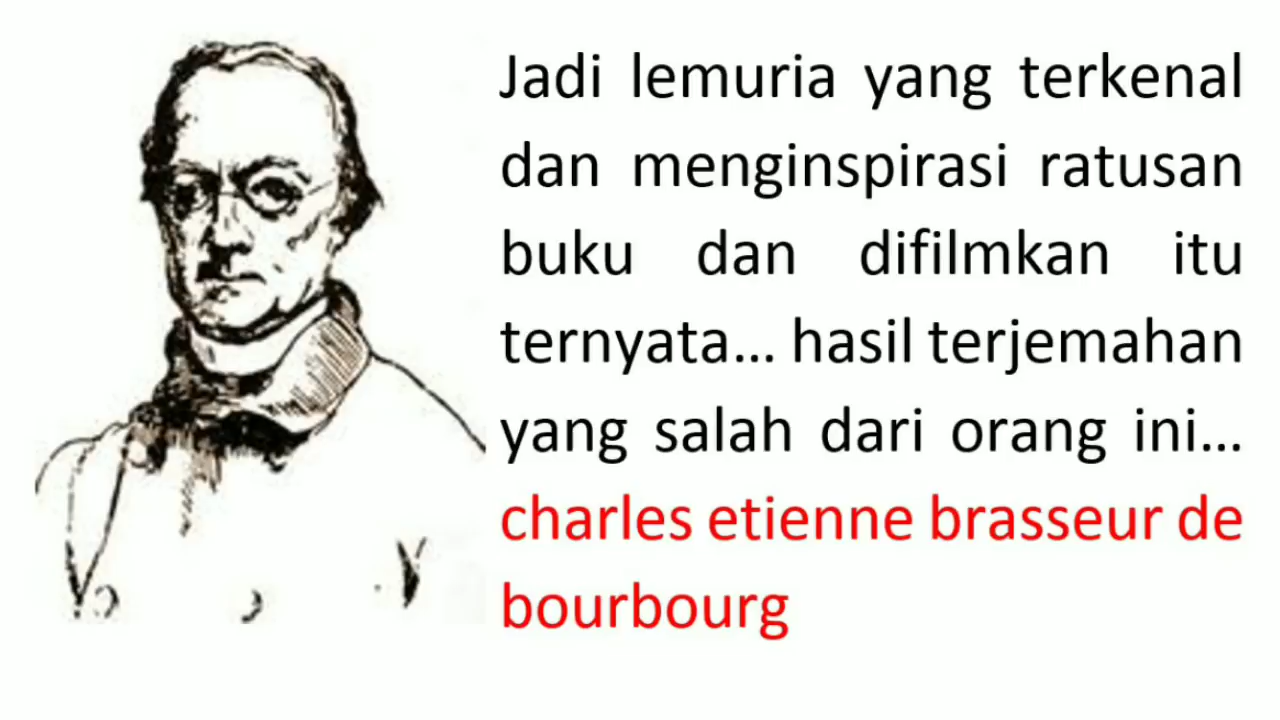 Jadi lemuria yang terkenal
dan menginspirasi ratusan
buku dan difilmkan itu
ternyata... hasil terjemahan
yang salah dari orang ini...
charles etienne brasseur de
bourbourg